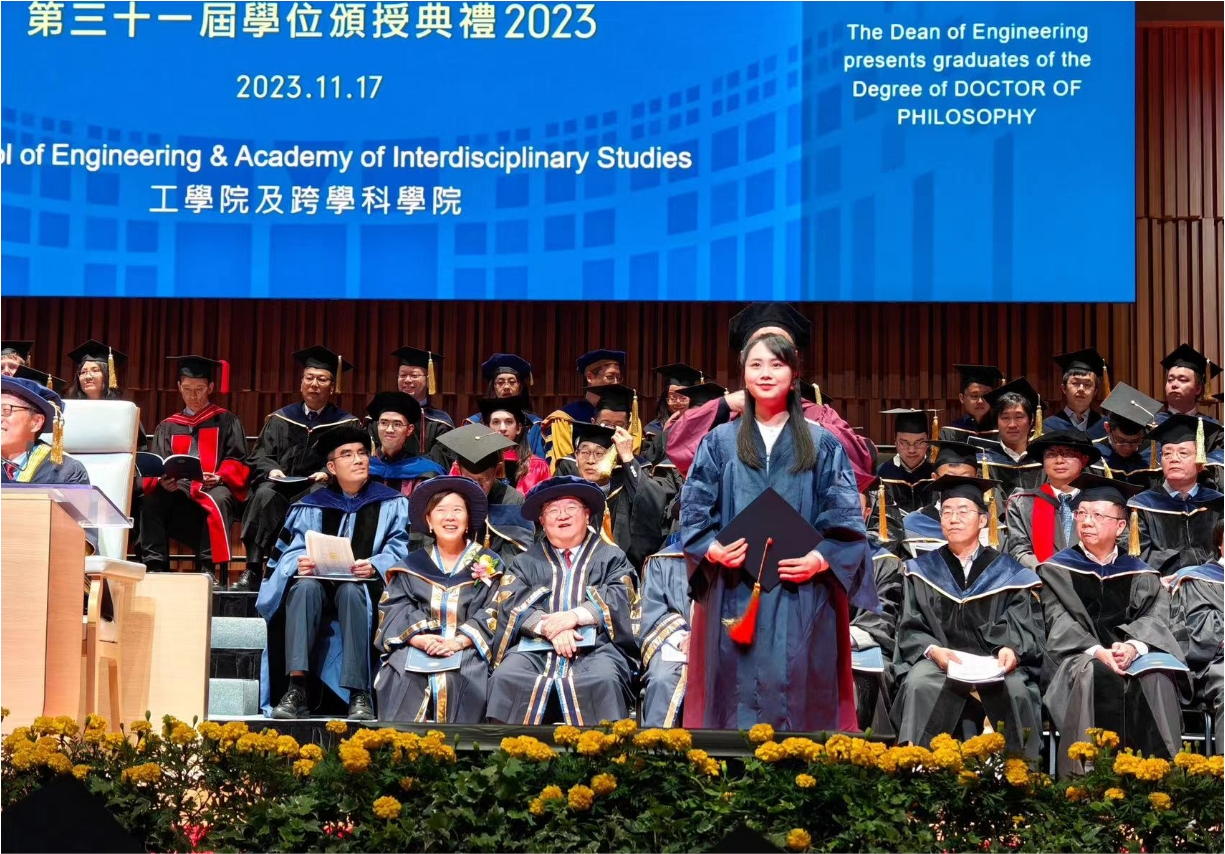 第三十一屆學位頒授典禮2023
2023.11.17
of Engineering & Academy of Interdisciplinary Studies
工學院及跨學科學院
The Dean of Engineering
presents graduates of the
Degree of DOCTOR OF
PHILOSOPHY